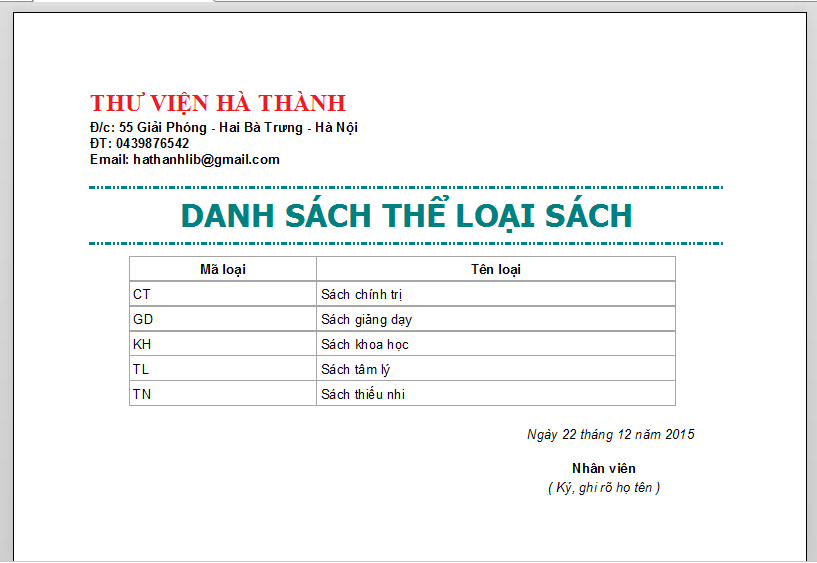 THƯ VIỆN HÀ THÀNH
Đ/c: 55 Giải Phóng - Hai Bà Trưng - Hà Nội
ĐT: 0439876542
Email: hathanhlib@gmail.com
DANH SÁCH THỂ LOẠI SÁCH
Mã loại Tên loại
CT Sách chính trị
GD Sách giảng dạy
KH Sách khoa học
TL Sách tâm lý
TN Sách thiếu nhi
Ngày 22 tháng 12 năm 2015
Nhân viên
( Ký, ghi rõ họ tên )